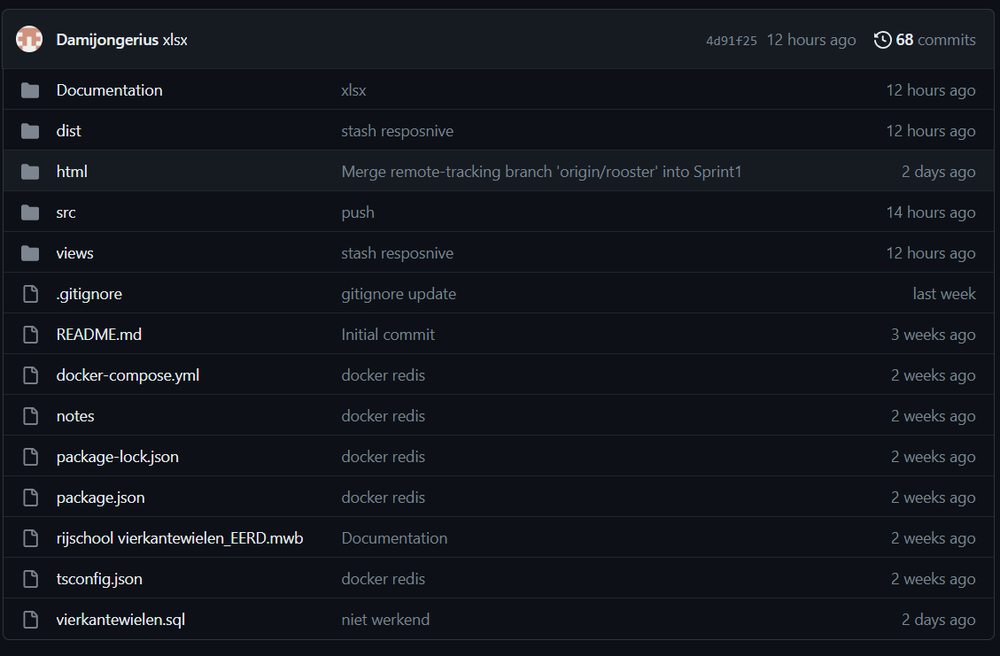 Damijongerius xlsx 4d91f25 12 hours ago 68 commits
Documentation xlsx 12 hours ago
dist stash resposnive 12 hours ago
html Merge remote-tracking branch 'origin/rooster' into Sprint1 2 days ago
src push 14 hours ago
views stash resposnive 12 hours ago
.gitignore gitignore update last week
README.md Initial commit 3 weeks ago
docker-compose.yml docker redis 2 weeks ago
notes docker redis 2 weeks ago
package-lock.json docker redis 2 weeks ago
package.json docker redis 2 weeks ago
rijschool vierkantewielen_EERD.mwb Documentation 2 weeks ago
tsconfig.json docker redis 2 weeks ago
vierkantewielen.sql niet werkend 2 days ago